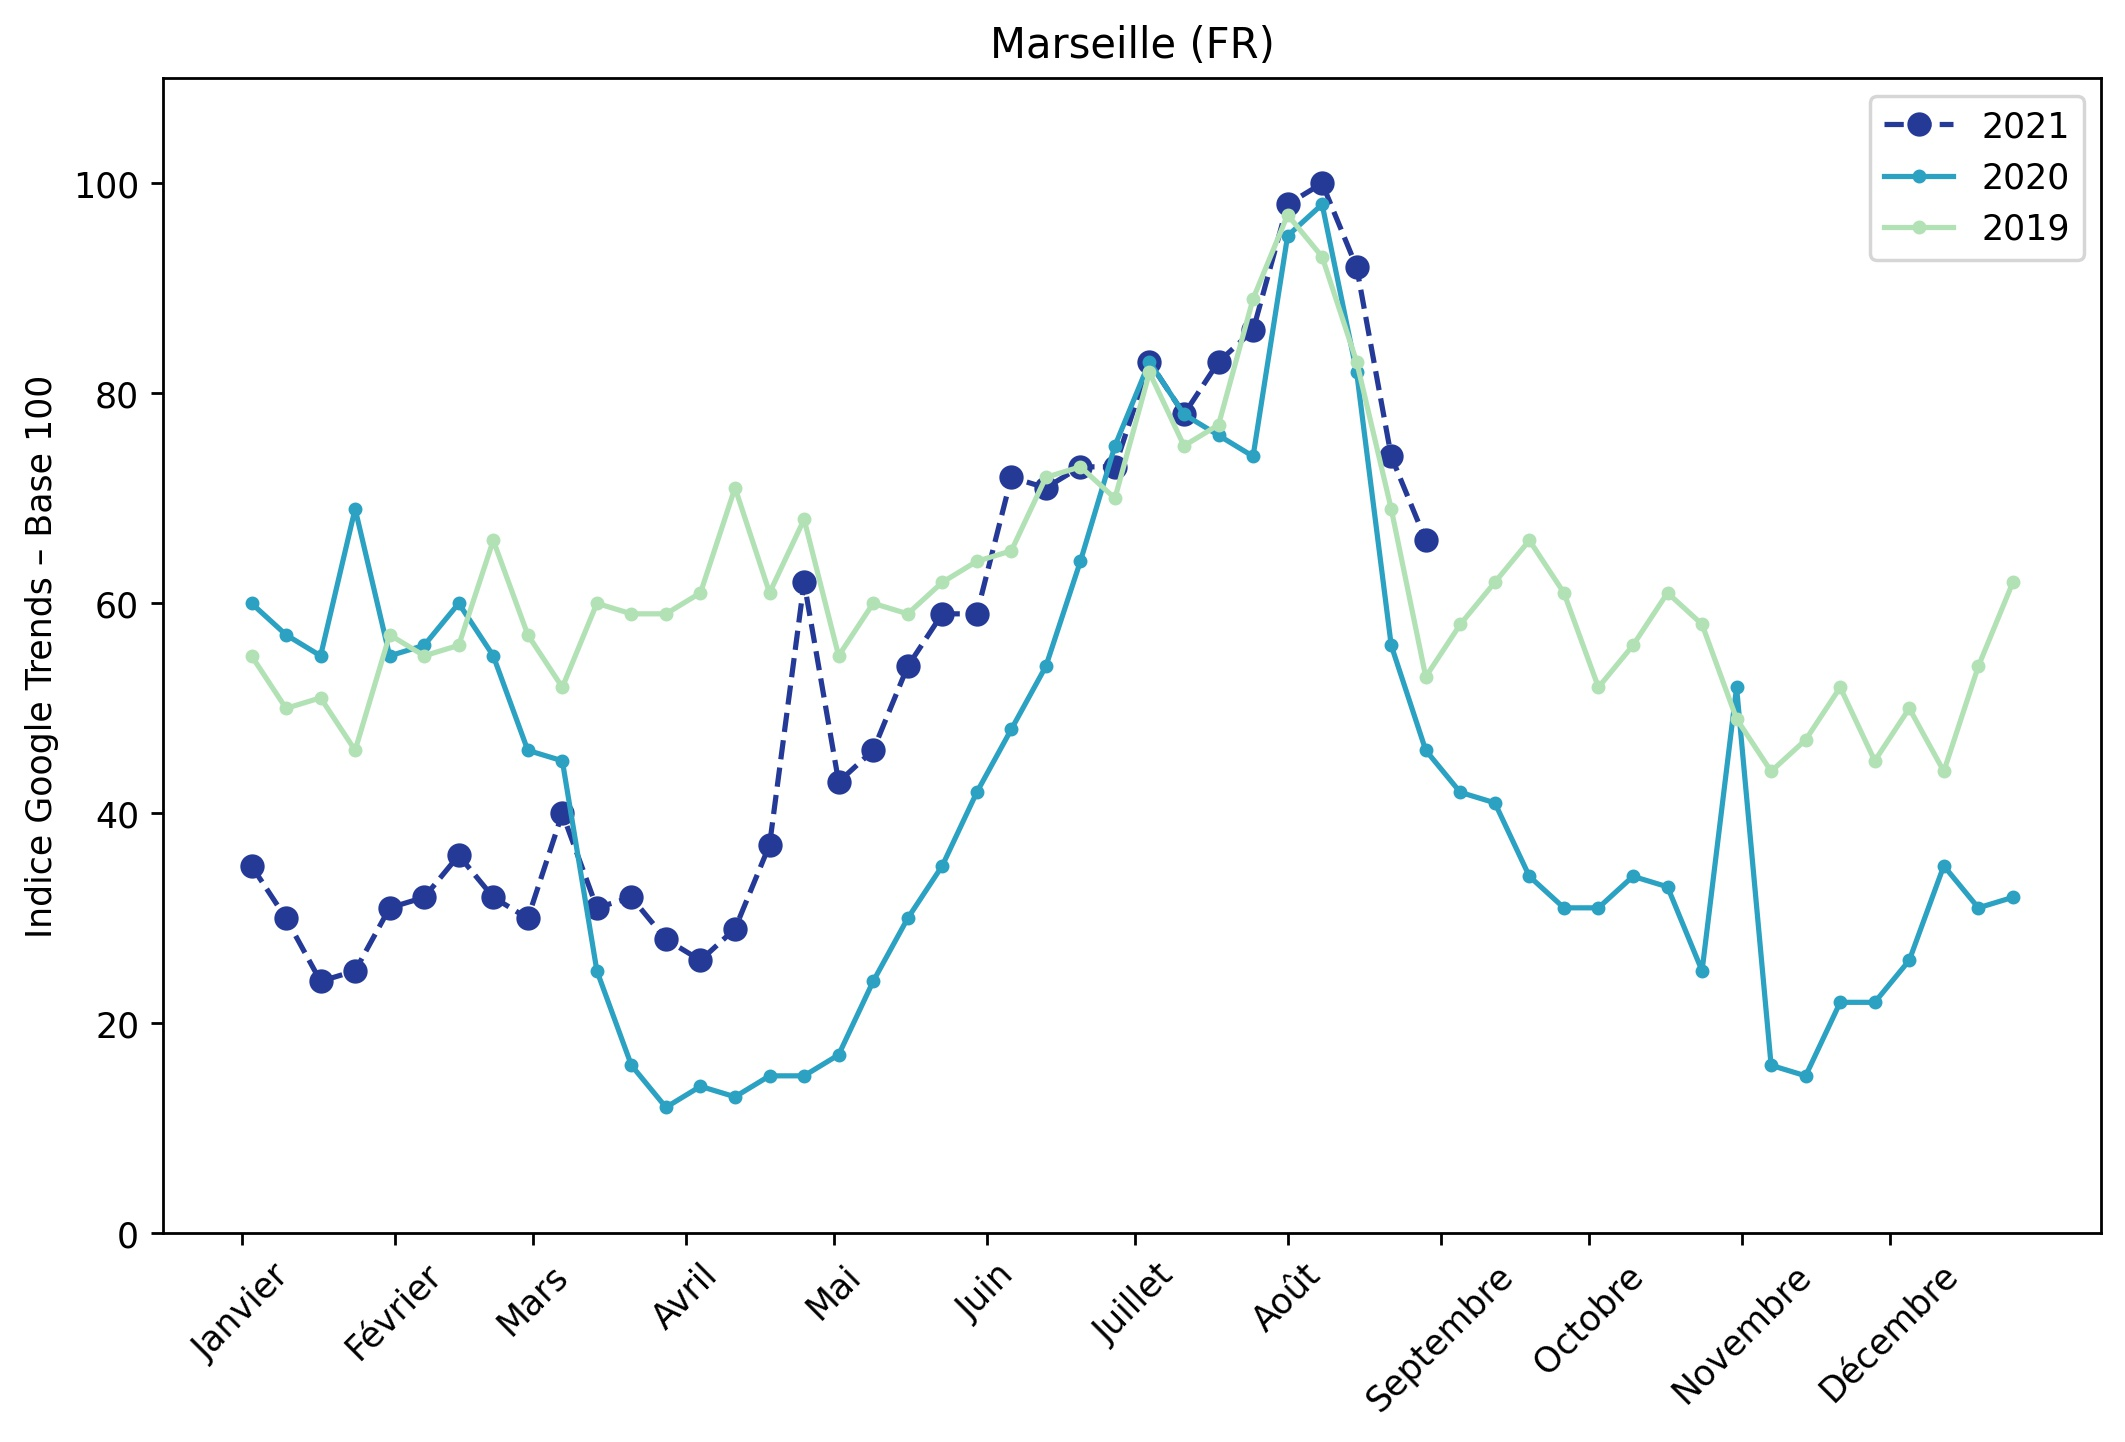 Marseille (FR)
Indice Google Trends – Base 100
100
80
60
40
20
0
2021
2020
2019
Janvier
Février
Mars
Avril
Mai
Juin
Juillet
Août
Septembre
Octobre
Novembre
Décembre